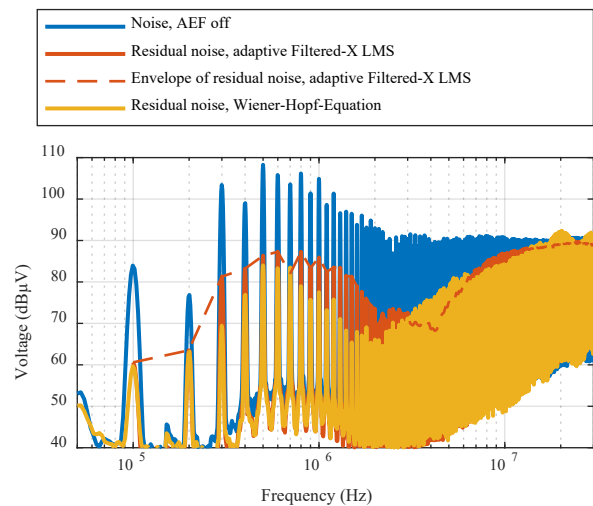 Noise, AEF off
Residual noise, adaptive Filtered-X LMS
Envelope of residual noise, adaptive Filtered-X LMS
Residual noise, Wiener-Hopf-Equation
110
100
90
80
70
60
50
40
Voltage (dBµV)
10 5
10 6
10 7
Frequency (Hz)